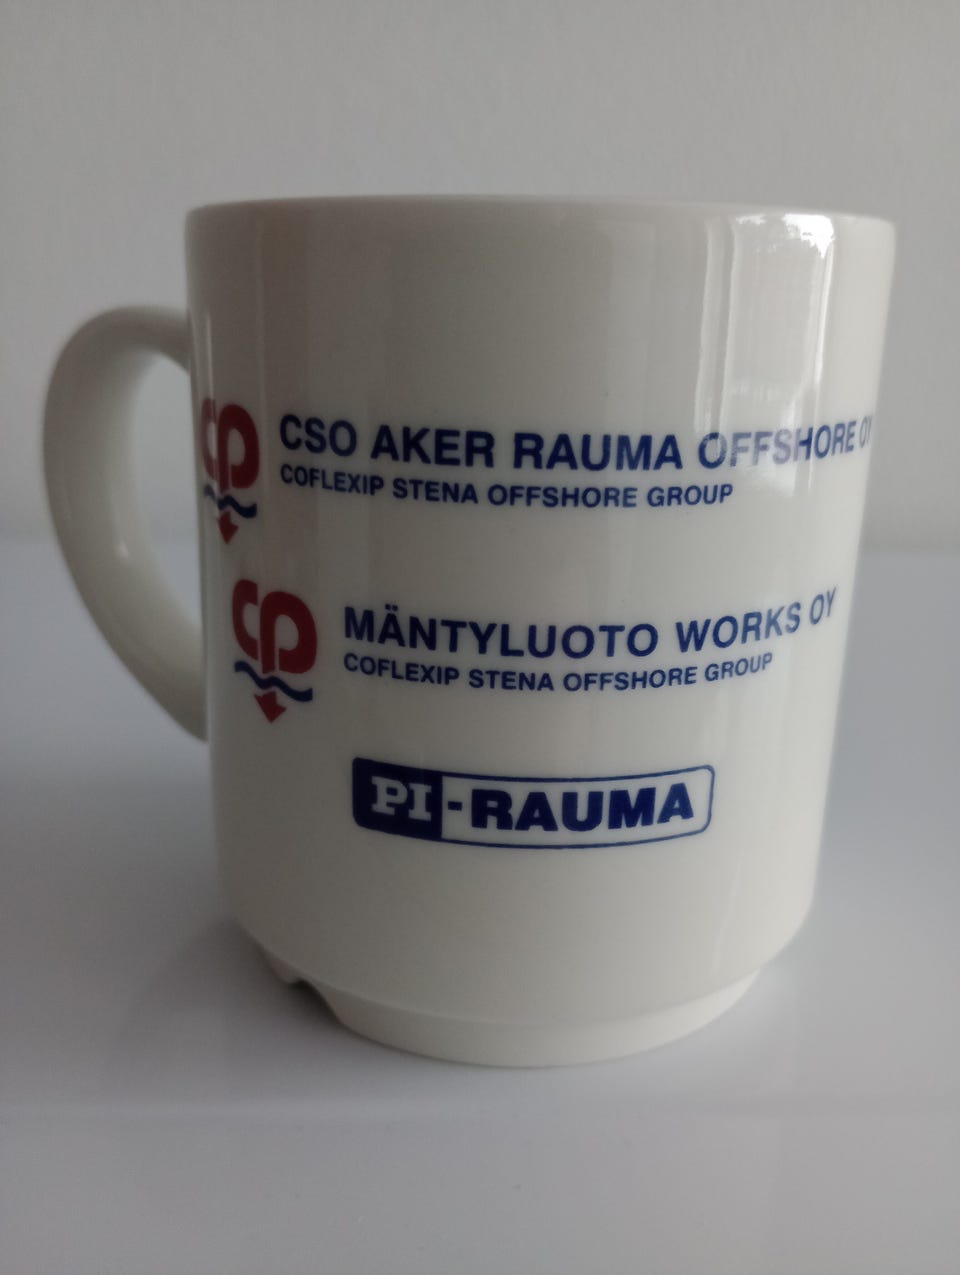 CSO AKER RAUMA OFFSHORE OY
COFLEXIP STENA OFFSHORE GROUP
MÄNTYLUOTO WORKS OY
COFLEXIP STENA OFFSHORE GROUP
PI-RAUMA